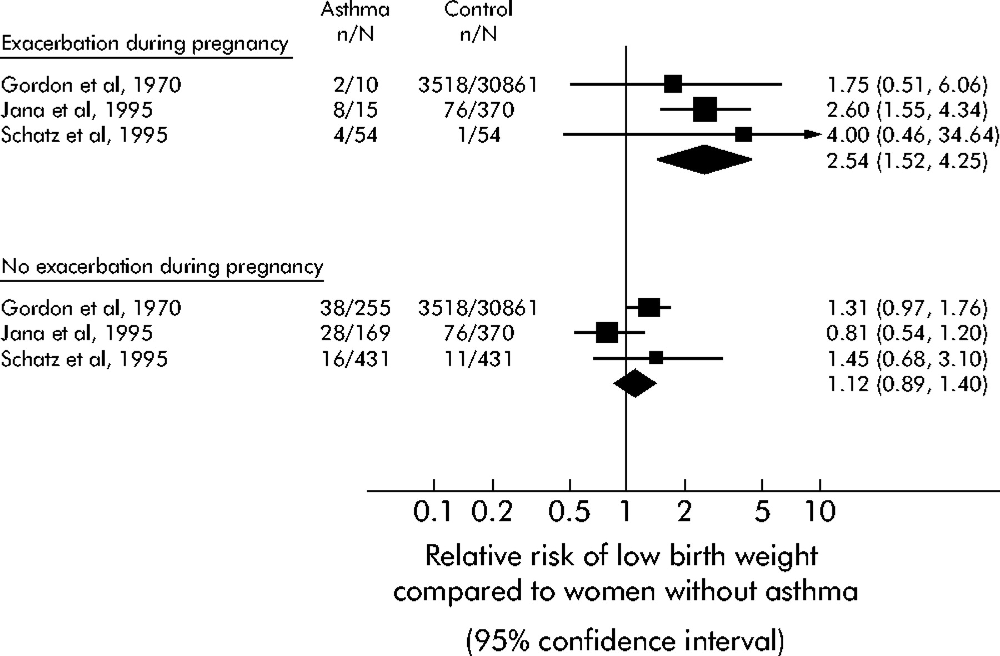 Asthma Control
n/N n/N
Exacerbation during pregnancy
Gordon et al, 1970 2/10 3518/30861 1.75 (0.51, 6.06)
Jana et al, 1995 8/15 76/370 2.60 (1.55, 4.34)
Schatz et al, 1995 4/54 1/54 4.00 (0.46, 34.64)
2.54 (1.52, 4.25)
No exacerbation during pregnancy
Gordon et al, 1970 38/255 3518/30861 1.31 (0.97, 1.76)
Jana et al, 1995 28/169 76/370 0.81 (0.54, 1.20)
Schatz et al, 1995 16/431 11/431 1.45 (0.68, 3.10)
1.12 (0.89, 1.40)
0.1 0.2 0.5 1 2 5 10
Relative risk of low birth weight
compared to women without asthma
(95% confidence interval)